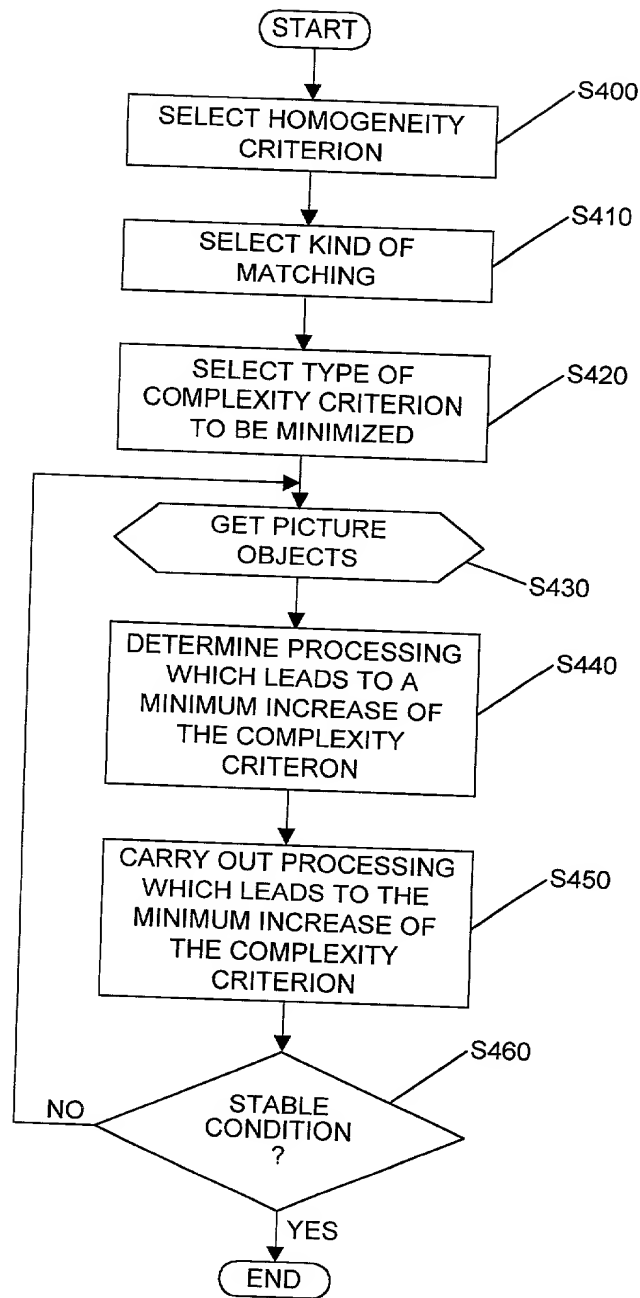 START
S400
SELECT HOMOGENEITY
CRITERION
S410
SELECT KIND OF
MATCHING
S420
SELECT TYPE OF
COMPLEXITY CRITERION
TO BE MINIMIZED
GET PICTURE
OBJECTS
S430
DETERMINE PROCESSING
WHICH LEADS TO A
MINIMUM INCREASE OF
THE COMPLEXITY
CRITERON
S440
CARRY OUT PROCESSING
WHICH LEADS TO THE
MINIMUM INCREASE OF
THE COMPLEXITY
CRITERION
S450
S460
STABLE
CONDITION
?
NO
YES
END